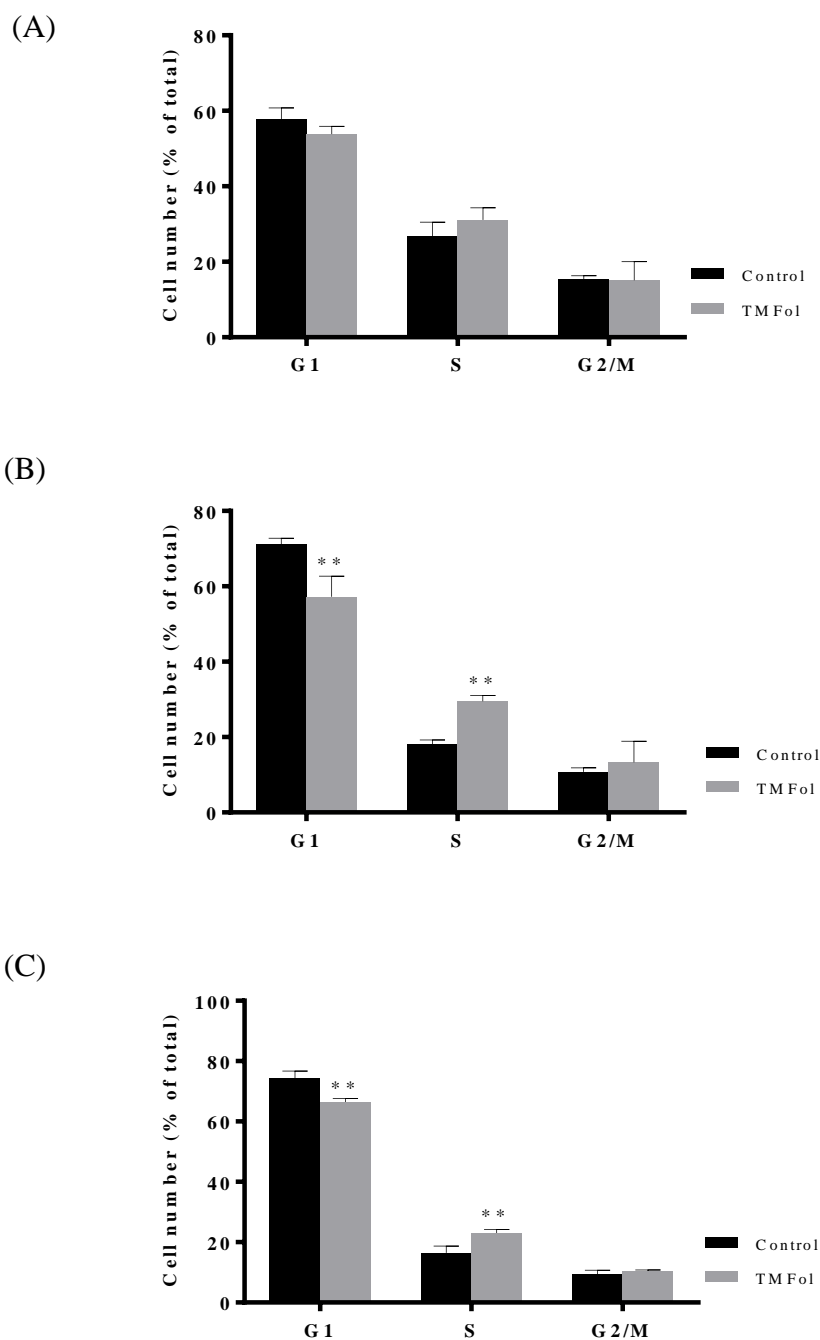 (A)
Cell number (% of total)
80
60
40
20
0
G1 S G2/M
Control
TMFol
(B)
Cell number (% of total)
80
**
60
40
**
20
0
G1 S G2/M
Control
TMFol
(C)
Cell number (% of total)
100
80
**
60
40
**
20
0
G1 S G2/M
Control
TMFol